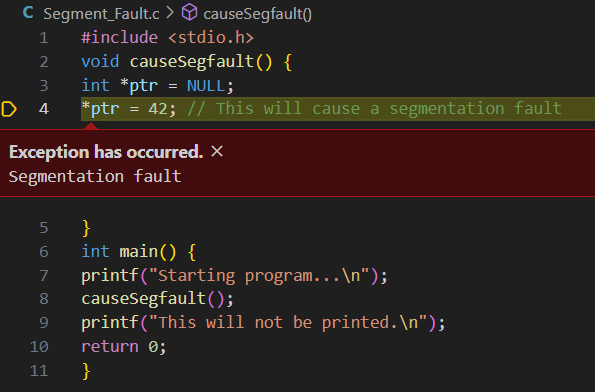 C Segment_Fault.c > causeSegfault()
1 #include <stdio.h>
2 void causeSegfault() {
3 int *ptr = NULL;
4 *ptr = 42; // This will cause a segmentation fault
Exception has occurred. ×
Segmentation fault
5 }
6 int main() {
7 printf("Starting program...\n");
8 causeSegfault();
9 printf("This will not be printed.\n");
10 return 0;
11 }